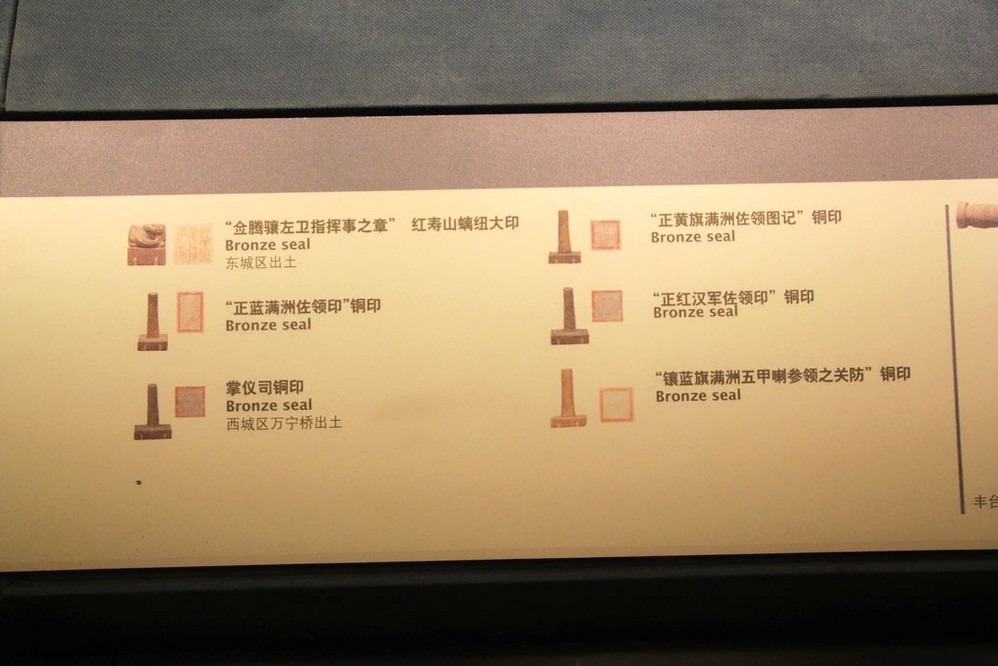 “佥腾骧左卫指挥事之章” 红寿山螭纽大印
Bronze seal
东城区出土
“正蓝满洲佐领印”铜印
Bronze seal
掌仪司铜印
Bronze seal
西城区万宁桥出土
“正黄旗满洲佐领图记” 铜印
Bronze seal
“正红汉军佐领印” 铜印
Bronze seal
“镶蓝旗满洲五甲喇参领之关防” 铜印
Bronze seal
丰台